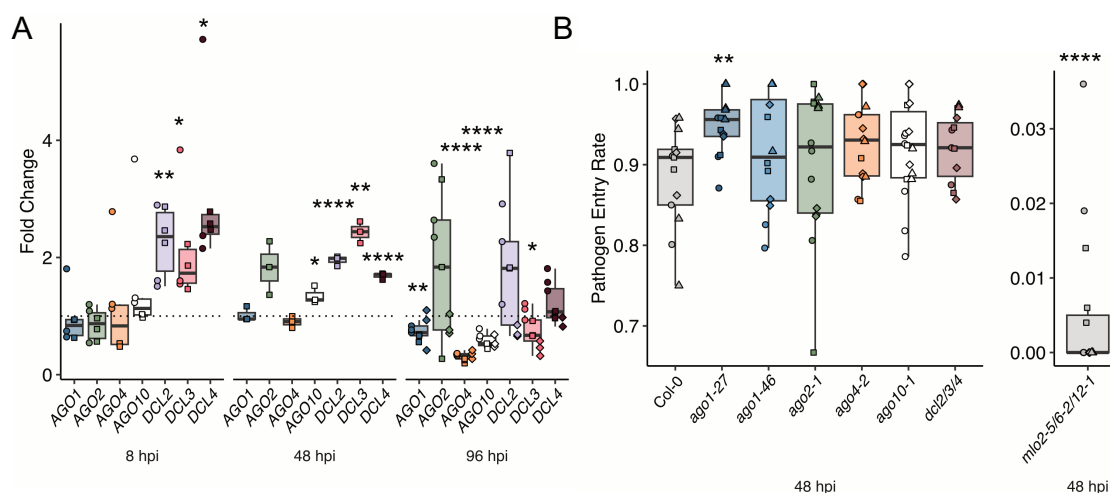 A
Fold Change
4
2
0
*
**
*
*
****
**
****
**
****
****
*
AGO1
AGO2
AGO4
AGO10
DCL2
DCL3
DCL4
AGO1
AGO2
AGO4
AGO10
DCL2
DCL3
DCL4
AGO1
AGO2
AGO4
AGO10
DCL2
DCL3
DCL4
8 hpi
48 hpi
96 hpi
B
Pathogen Entry Rate
1.0
0.9
0.8
0.7
**
Col-0
ago1-27
ago1-46
ago2-1
ago4-2
ago10-1
dcl2/3/4
48 hpi
****
0.03
0.02
0.01
0.00
mlo2-5/6-2/12-1
48 hpi